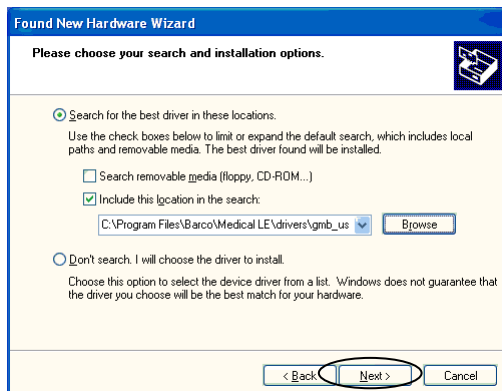 Found New Hardware Wizard
Please choose your search and installation options.
Search for the best driver in these locations.
Use the check boxes below to limit or expand the default search, which includes local
paths and removable media. The best driver found will be installed.
Search removable media (floppy, CD-ROM...)
Include this location in the search:
C:\Program Files\Barco\Medical LE\drivers\gmb_us
Browse
Don't search. I will choose the driver to install.
Choose this option to select the device driver from a list. Windows does not guarantee that
the driver you choose will be the best match for your hardware.
< Back Next > Cancel